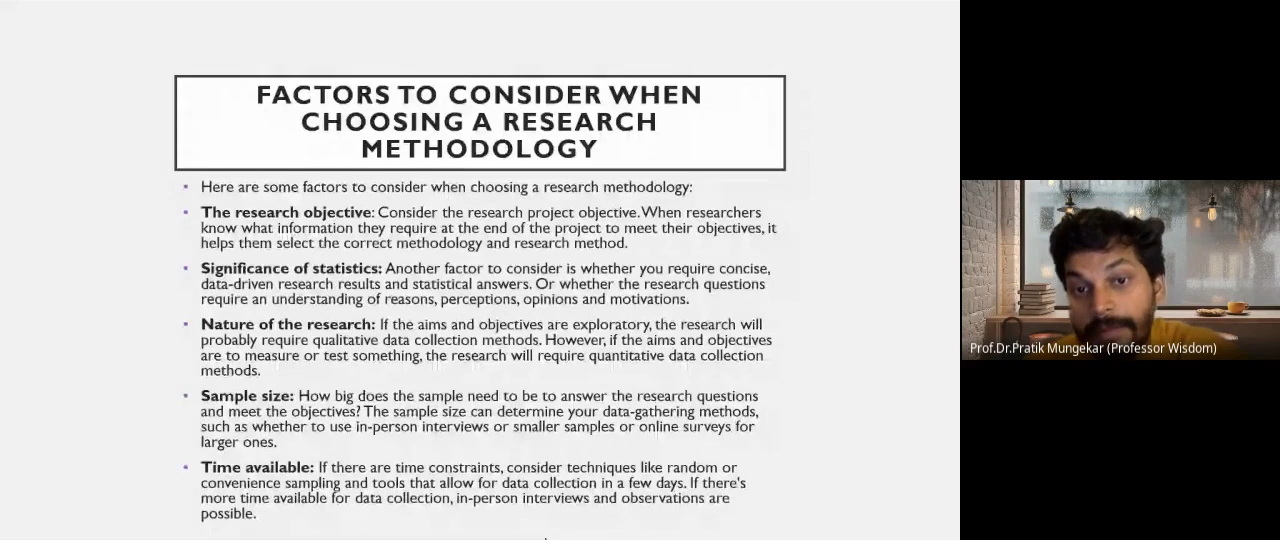 FACTORS TO CONSIDER WHEN
CHOOSING A RESEARCH
METHODOLOGY
• Here are some factors to consider when choosing a research methodology:
• The research objective: Consider the research project objective. When researchers
know what information they require at the end of the project to meet their objectives, it
helps them select the correct methodology and research method.
• Significance of statistics: Another factor to consider is whether you require concise,
data-driven research results and statistical answers. Or whether the research questions
require an understanding of reasons, perceptions, opinions and motivations.
• Nature of the research: If the aims and objectives are exploratory, the research will
probably require qualitative data collection methods. However, if the aims and objectives
are to measure or test something, the research will require quantitative data collection
methods.
• Sample size: How big does the sample need to be to answer the research questions
and meet the objectives? The sample size can determine your data-gathering methods,
such as whether to use in-person interviews or smaller samples or online surveys for
larger ones.
• Time available: If there are time constraints, consider techniques like random or
convenience sampling and tools that allow for data collection in a few days. If there's
more time available for data collection, in-person interviews and observations are
possible.
Prof.Dr.Pratik Mungekar (Professor Wisdom)